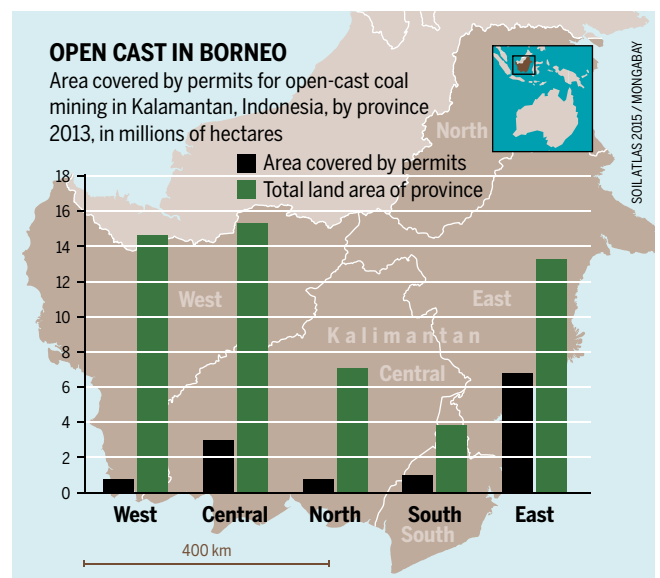 OPEN CAST IN BORNEO
Area covered by permits for open-cast coal
mining in Kalamantan, Indonesia, by province
2013, in millions of hectares
SOILATLAS 2015 / MONGABAY
North
Area covered by permits
Total land area of province
18
16
14
12
10
8
6
4
2
0
West
East
Kalimantan
Central
South
West
Central
North
South
East
400 km